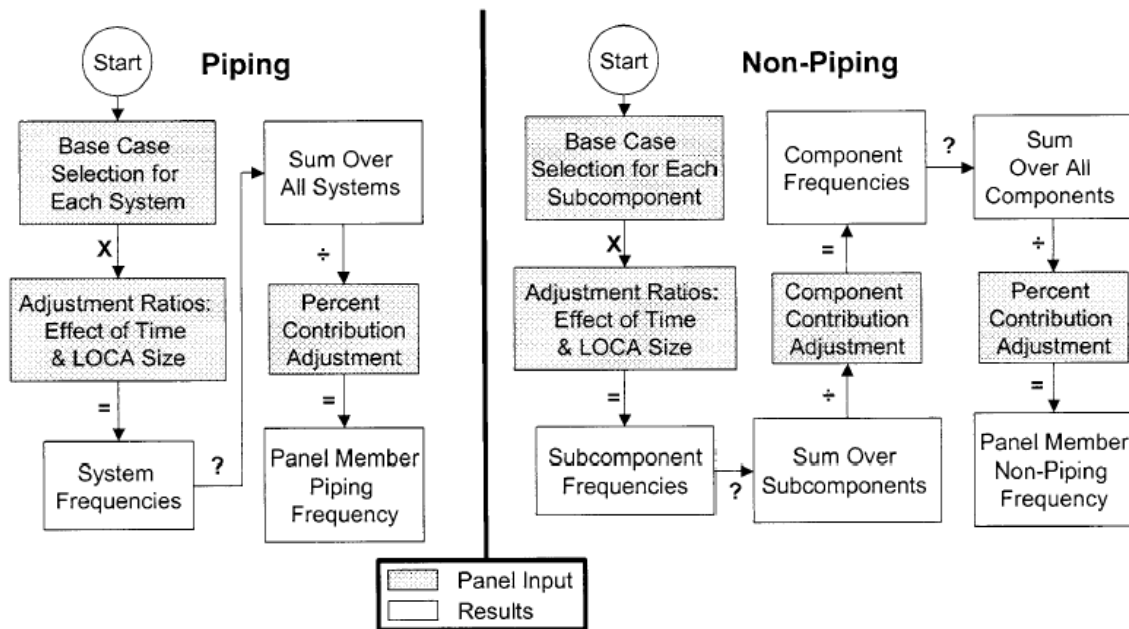 Start
Piping
Base Case
Selection for
Each System
X
Adjustment Ratios:
Effect of Time
& LOCA Size
=
System
Frequencies
?
Sum Over
All Systems
÷
Percent
Contribution
Adjustment
=
Panel Member
Piping
Frequency
Start
Non-Piping
Base Case
Selection for Each
Subcomponent
X
Adjustment Ratios:
Effect of Time
& LOCA Size
=
Subcomponent
Frequencies
?
Sum Over
Subcomponents
÷
Component
Contribution
Adjustment
=
Component
Frequencies
?
Sum
Over All
Components
÷
Percent
Contribution
Adjustment
=
Panel Member
Non-Piping
Frequency
Panel Input
Results